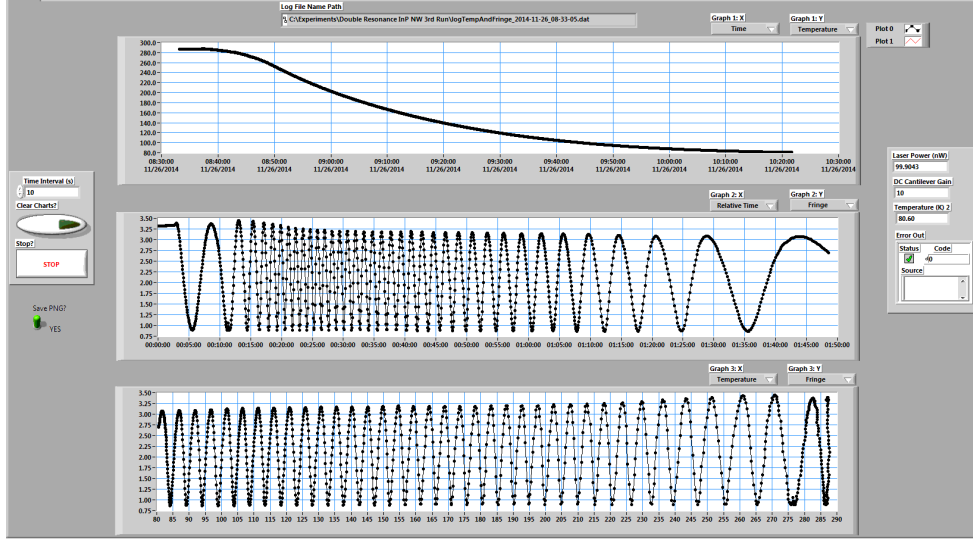 Log File Name Path
C:\Experiments\Double Resonance InP NW 3rd Run\JogTempAndFringe_2014-11-26_08-33-05.dat
Graph 1: X Graph 1: Y
Time Temperature
Plot 0
Plot 1
300.0
280.0
260.0
240.0
220.0
200.0
180.0
160.0
140.0
120.0
100.0
80.0
08:30:00 08:40:00 08:50:00 09:00:00 09:10:00 09:20:00 09:30:00 09:40:00 09:50:00 10:00:00 10:10:00 10:20:00 10:30:00
11/26/2014 11/26/2014 11/26/2014 11/26/2014 11/26/2014 11/26/2014 11/26/2014 11/26/2014 11/26/2014 11/26/2014 11/26/2014 11/26/2014 11/26/2014
Time Interval (s)
10
Clear Charts?
Stop?
STOP
Save PNG?
YES
Graph 2: X Graph 2: Y
Relative Time Fringe
3.50
3.25
3.00
2.75
2.50
2.25
2.00
1.75
1.50
1.25
1.00
0.75
00:00:00 00:05:00 00:10:00 00:15:00 00:20:00 00:25:00 00:30:00 00:35:00 00:40:00 00:45:00 00:50:00 00:55:00 01:00:00 01:05:00 01:10:00 01:15:00 01:20:00 01:25:00 01:30:00 01:35:00 01:40:00 01:45:00 01:50:00
Laser Power (nW)
99.9043
DC Cantilever Gain
10
Temperature (K) 2
80.60
Error Out
Status Code
0
Source
Graph 3: X Graph 3: Y
Temperature Fringe
3.50
3.25
3.00
2.75
2.50
2.25
2.00
1.75
1.50
1.25
1.00
0.75
80 85 90 95 100 105 110 115 120 125 130 135 140 145 150 155 160 165 170 175 180 185 190 195 200 205 210 215 220 225 230 235 240 245 250 255 260 265 270 275 280 285 290